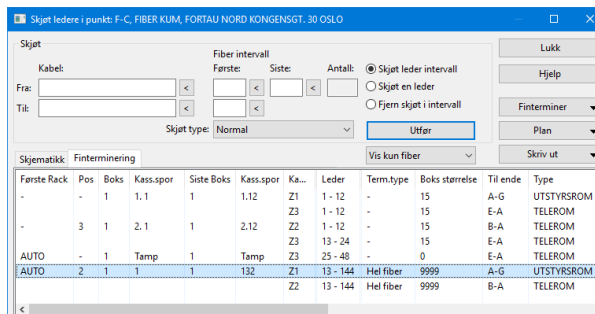 Skjøt ledere i punkt: F-C, FIBER KUM, FORTAU NORD KONGENSGT. 30 OSLO
Skjøt
Kabel:
Fiber intervall
Første: Siste: Antall:
Fra: < < <
Til: < <
Skjøt leder intervall
Skjøt en leder
Fjern skjøt i intervall
Skjøt type: Normal
Utfør
Lukk
Hjelp
Finterminer
Plan
Skriv ut
Vis kun fiber
Skjematikk Finterminering
Første Rack Pos Boks Kass.spor Siste Boks Kass.spor Ka... Leder Term.type Boks størrelse Til ende Type
- - 1 1. 1 1 1.12 Z1 1 - 12 - 15 A-G UTSTYRSROM
Z3 1 - 12 - 15 E-A TELEROM
- 3 1 2. 1 1 2.12 Z2 1 - 12 - 15 B-A TELEROM
Z3 13 - 24 - 15 E-A TELEROM
AUTO - 1 Tamp 1 Tamp Z3 25 - 48 - 0 E-A TELEROM
AUTO 2 1 1 1 132 Z1 13 - 144 Hel fiber 9999 A-G UTSTYRSROM
Z2 13 - 144 Hel fiber 9999 B-A TELEROM